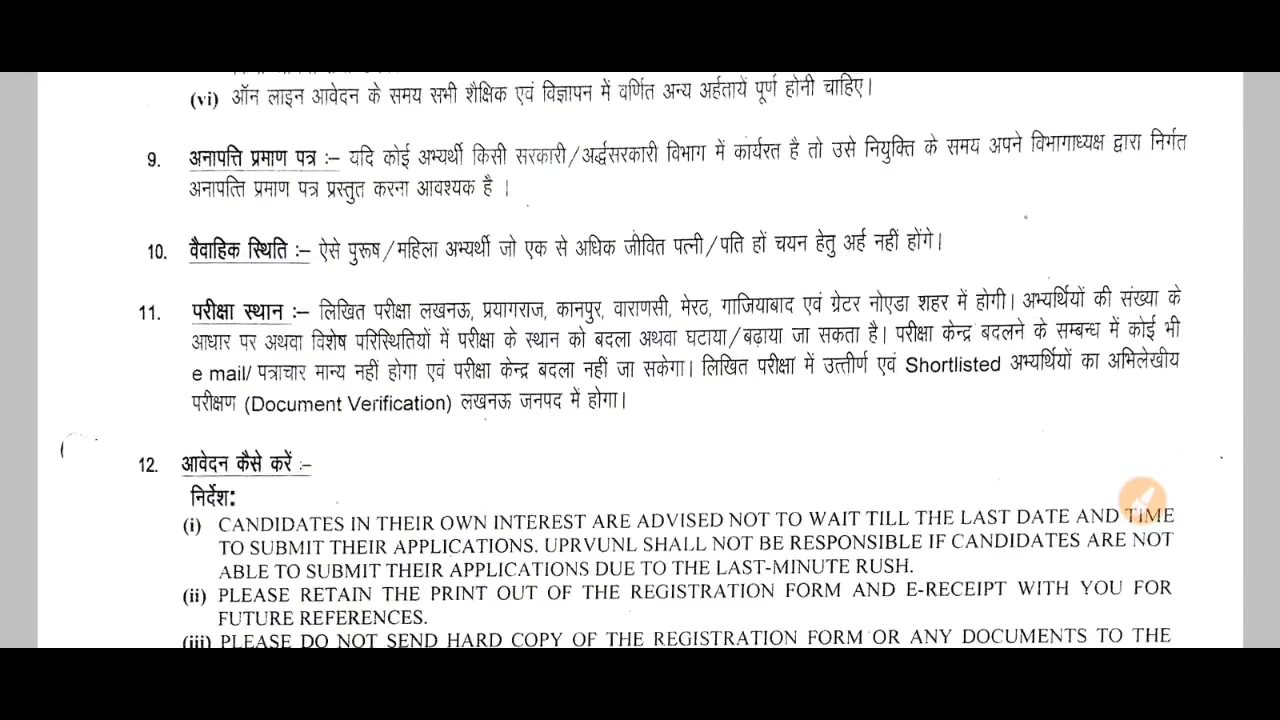 (vi) ऑन लाइन आवेदन के समय सभी शैक्षिक एवं विज्ञापन में वर्णित अन्य अर्हतायें पूर्ण होनी चाहिए।
9. अनापत्ति प्रमाण पत्र :– यदि कोई अभ्यर्थी किसी सरकारी/अर्द्धसरकारी विभाग में कार्यरत है तो उसे नियुक्ति के समय अपने विभागाध्यक्ष द्वारा निर्गत
अनापत्ति प्रमाण पत्र प्रस्तुत करना आवश्यक है ।
10. वैवाहिक स्थिति :– ऐसे पुरूष/महिला अभ्यर्थी जो एक से अधिक जीवित पत्नी/पति हों चयन हेतु अर्ह नहीं होंगे।
11. परीक्षा स्थान :– लिखित परीक्षा लखनऊ, प्रयागराज, कानपुर, वाराणसी, मेरठ, गाजियाबाद एवं ग्रेटर नोएडा शहर में होगी। अभ्यर्थियों की संख्या के
आधार पर अथवा विशेष परिस्थितियों में परीक्षा के स्थान को बदला अथवा घटाया/बढ़ाया जा सकता है। परीक्षा केन्द्र बदलने के सम्बन्ध में कोई भी
e mail/ पत्राचार मान्य नहीं होगा एवं परीक्षा केन्द्र बदला नहीं जा सकेगा। लिखित परीक्षा में उत्तीर्ण एवं Shortlisted अभ्यर्थियों का अभिलेखीय
परीक्षण (Document Verification) लखनऊ जनपद में होगा।
12. आवेदन कैसे करें :–
निर्देश:
(i) CANDIDATES IN THEIR OWN INTEREST ARE ADVISED NOT TO WAIT TILL THE LAST DATE AND TIME
TO SUBMIT THEIR APPLICATIONS. UPRVUNL SHALL NOT BE RESPONSIBLE IF CANDIDATES ARE NOT
ABLE TO SUBMIT THEIR APPLICATIONS DUE TO THE LAST-MINUTE RUSH.
(ii) PLEASE RETAIN THE PRINT OUT OF THE REGISTRATION FORM AND E-RECEIPT WITH YOU FOR
FUTURE REFERENCES.
(iii) PLEASE DO NOT SEND HARD COPY OF THE REGISTRATION FORM OR ANY DOCUMENTS TO THE